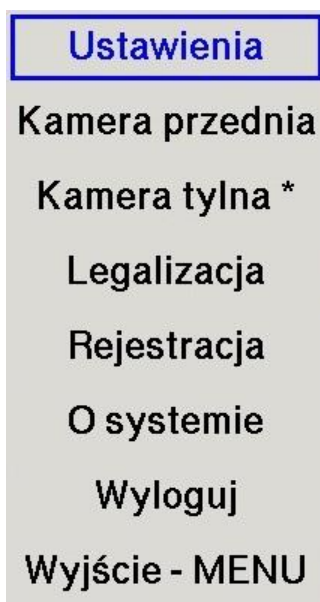 Ustawienia
Kamera przednia
Kamera tylna *
Legalizacja
Rejestracja
O systemie
Wyloguj
Wyjście - MENU